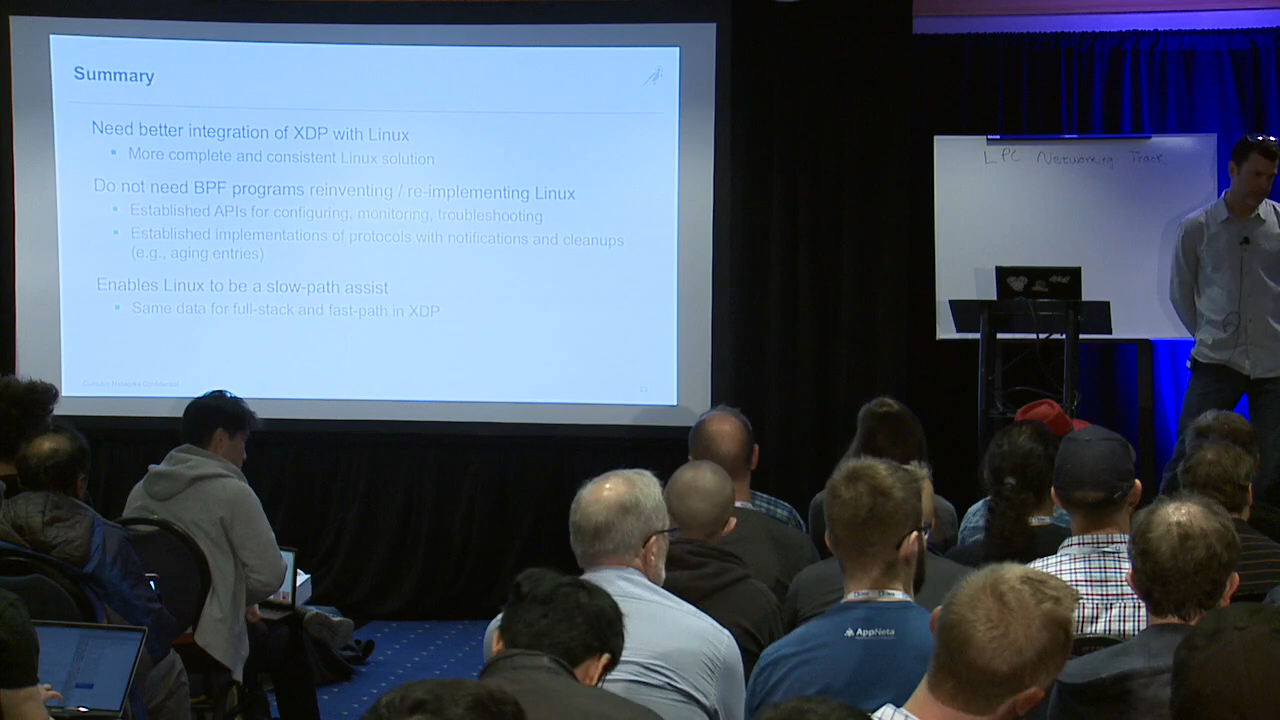 Summary
Need better integration of XDP with Linux
▪ More complete and consistent Linux solution
Do not need BPF programs reinventing / re-implementing Linux
▪ Established APIs for configuring, monitoring, troubleshooting
▪ Established implementations of protocols with notifications and cleanups
(e.g., aging entries)
Enables Linux to be a slow-path assist
▪ Same data for full-stack and fast-path in XDP
Cumulus Networks Confidential
LPC Networking Track
AppNeta